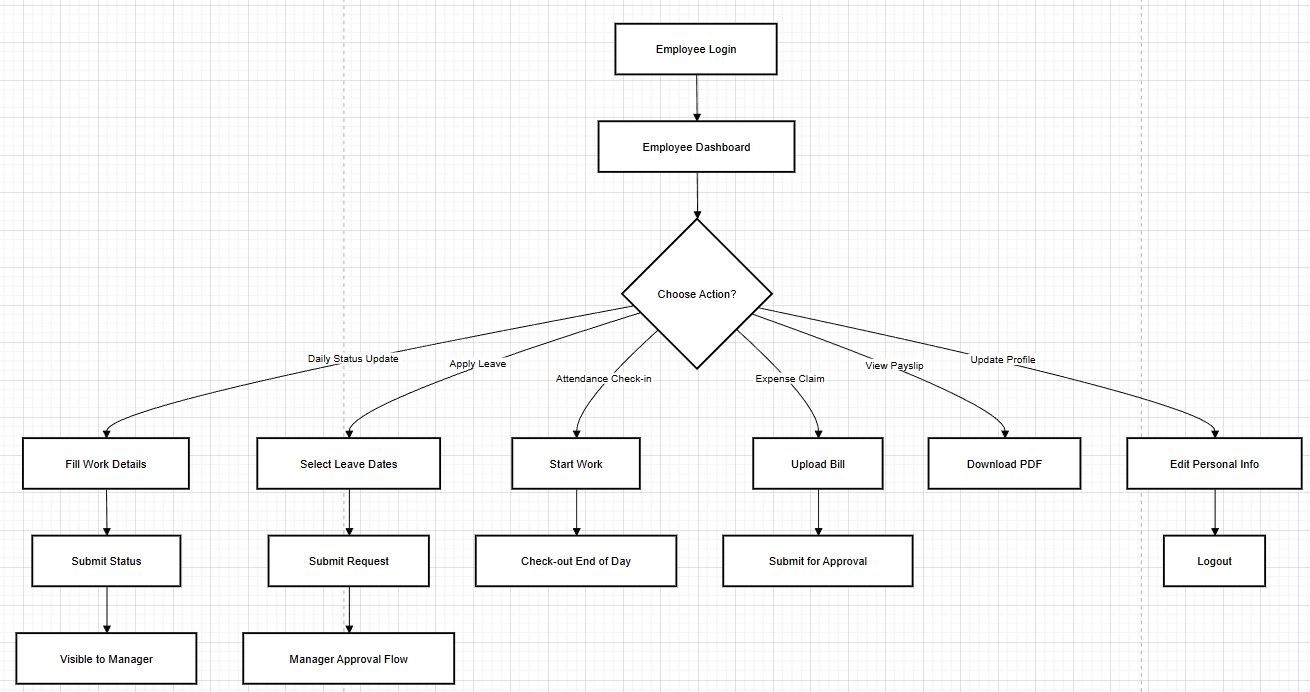 Employee Login
Employee Dashboard
Choose Action?
Daily Status Update
Apply Leave
Attendance Check-in
Expense Claim
View Payslip
Update Profile
Fill Work Details
Select Leave Dates
Start Work
Upload Bill
Download PDF
Edit Personal Info
Submit Status
Submit Request
Check-out End of Day
Submit for Approval
Logout
Visible to Manager
Manager Approval Flow